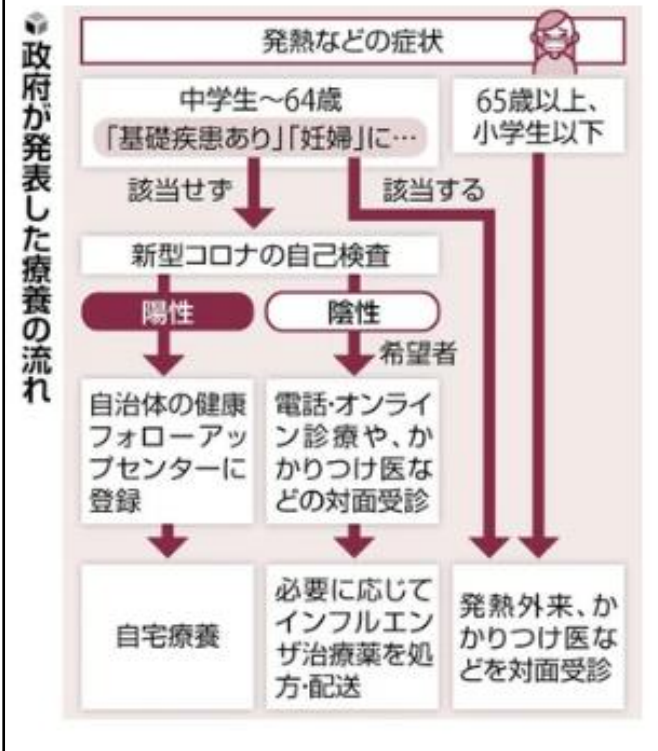 政府が発表した療養の流れ
発熱などの症状
中学生～64歳
「基礎疾患あり」「妊婦」に…
65歳以上、
小学生以下
該当せず
該当する
新型コロナの自己検査
陽性
陰性
希望者
自治体の健康
フォローアッ
プセンターに
登録
電話・オンライ
ン診療や、か
かりつけ医な
どの対面受診
自宅療養
必要に応じて
インフルエン
ザ治療薬を処
方・配送
発熱外来、か
かりつけ医な
どを対面受診